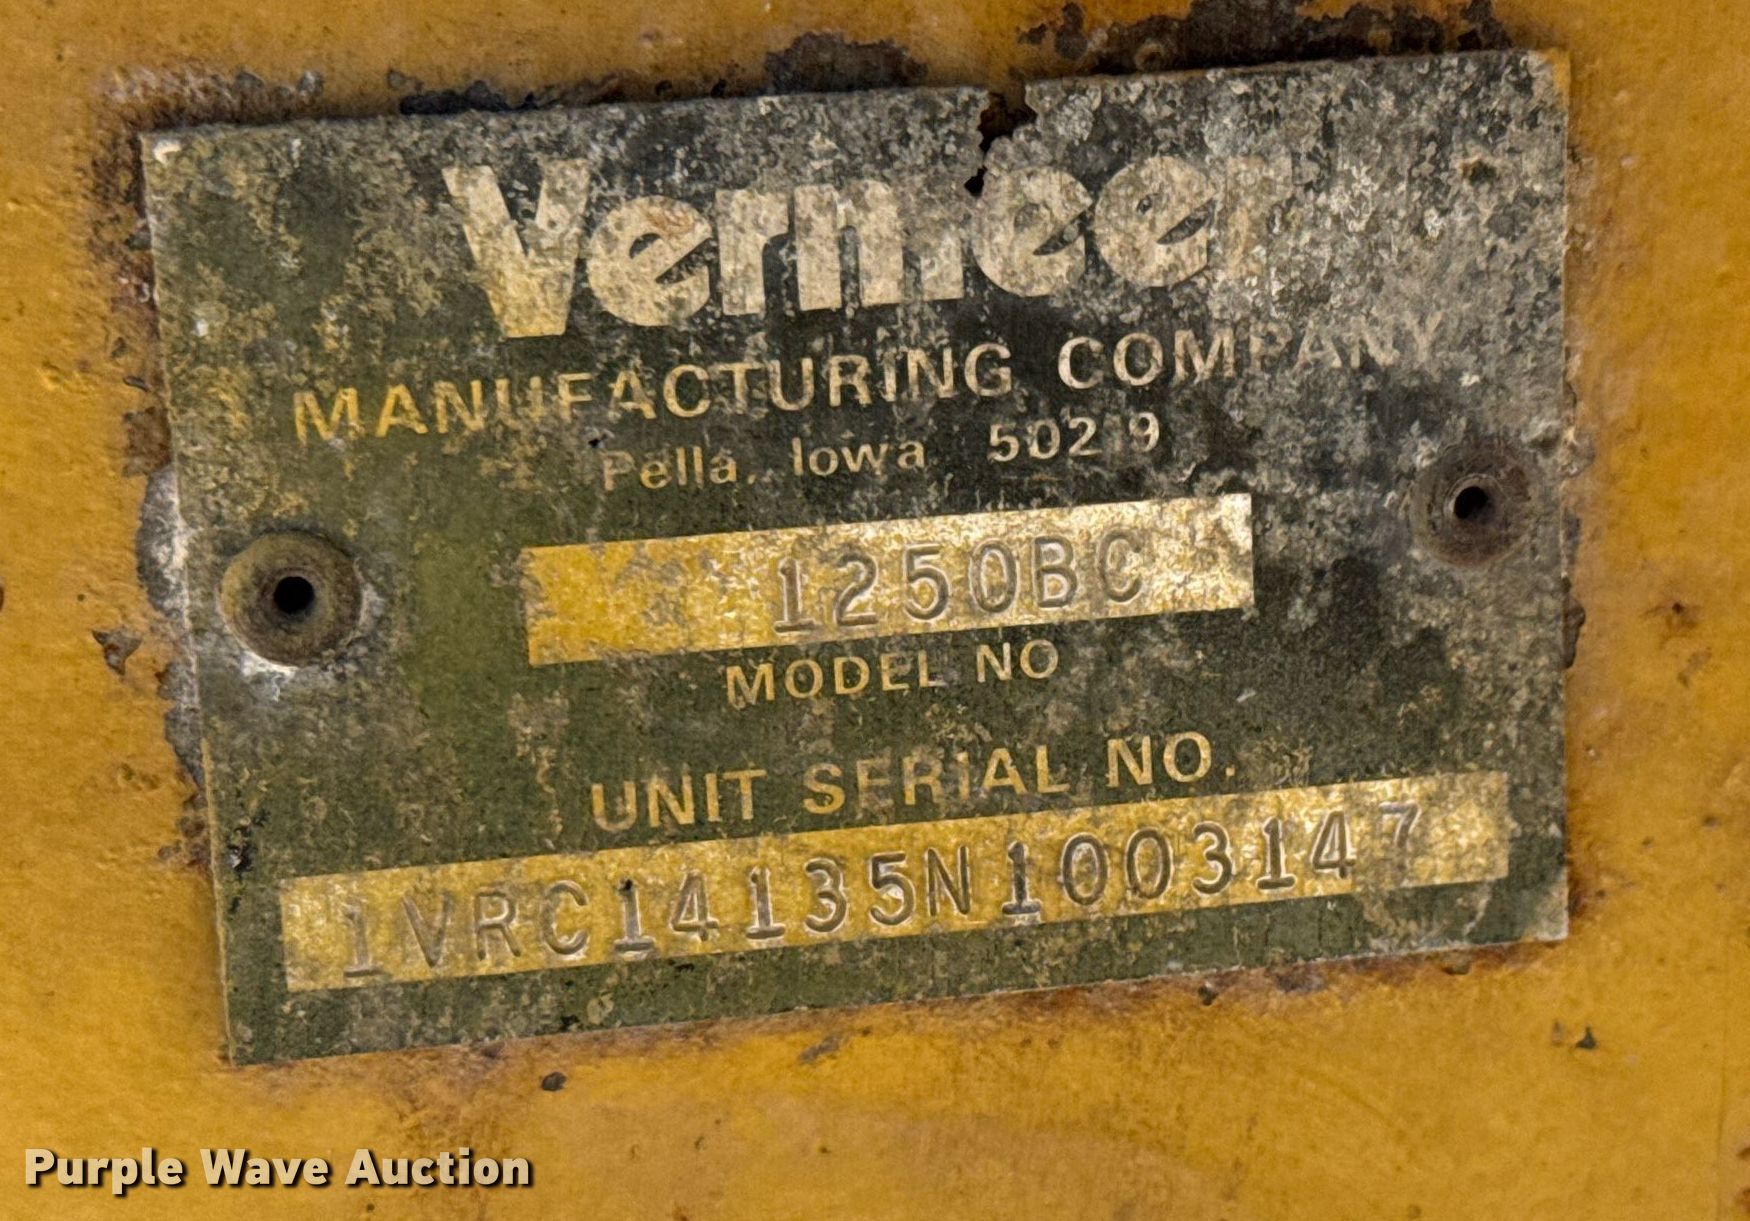 Vermeer
MANUFACTURING COMPANY
Pella, Iowa 50219
1250BC
MODEL NO
UNIT SERIAL NO.
1VRC14135N1003147
Purple Wave Auction